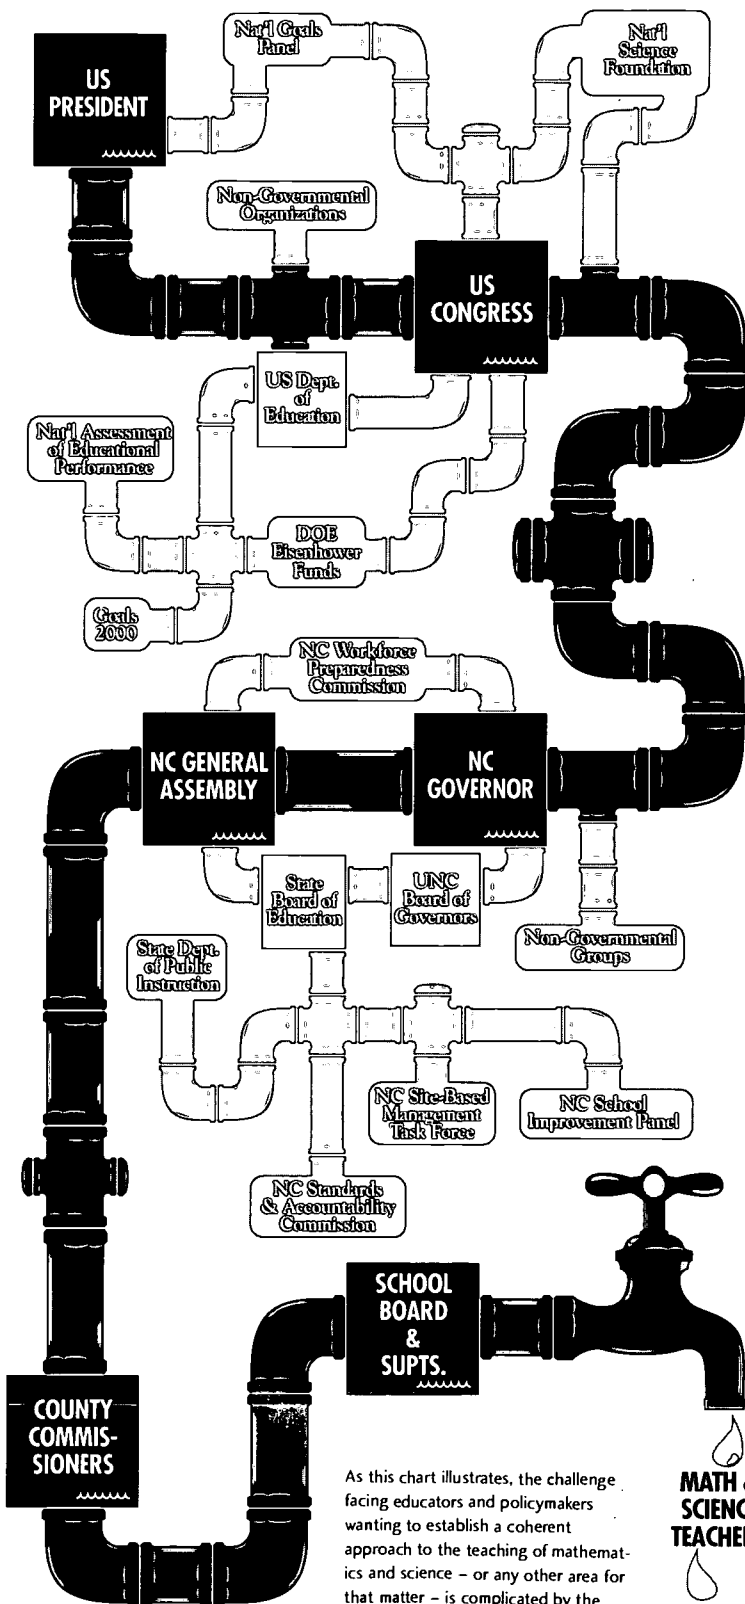 Nat'l Goals
Panel
Nat'l
Science
Foundation
US
PRESIDENT
Non-Governmental
Organizations
US
CONGRESS
US Dept.
of
Education
Nat'l Assessment
of Educational
Performance
DOE
Eisenhower
Funds
Goals
2000
NC Workforce
Preparedness
Commission
NC GENERAL
ASSEMBLY
NC
GOVERNOR
State
Board of
Education
UNC
Board of
Governors
Non-Governmental
Groups
State Dept.
of Public
Instruction
NC Site-Based
Management
Task Force
NC School
Improvement Panel
NC Standards
& Accountability
Commission
SCHOOL
BOARD
&
SUPTS.
COUNTY
COMMIS-
SIONERS
As this chart illustrates, the challenge
facing educators and policymakers
wanting to establish a coherent
approach to the teaching of mathemat-
ics and science – or any other area for
that matter – is complicated by the
MATH
SCIENC
TEACHE